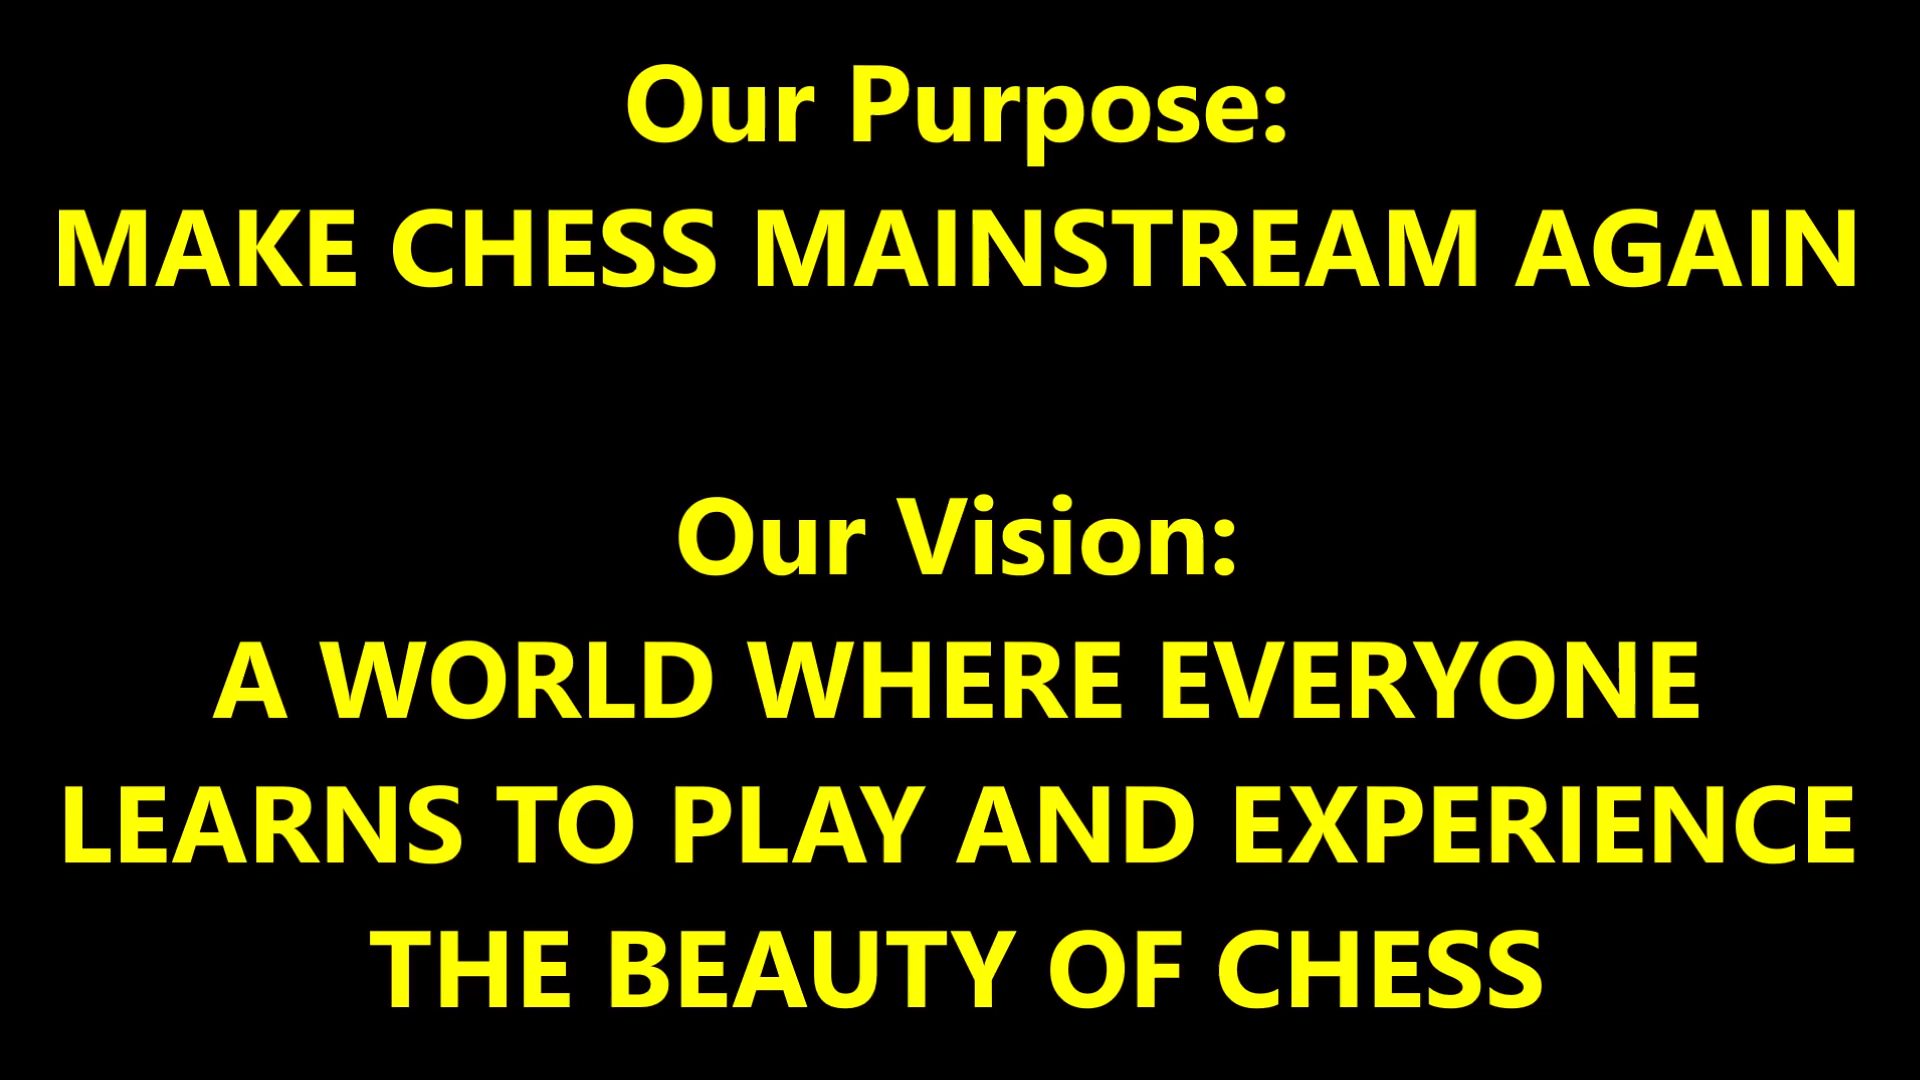 Our Purpose:
MAKE CHESS MAINSTREAM AGAIN
Our Vision:
A WORLD WHERE EVERYONE
LEARNS TO PLAY AND EXPERIENCE
THE BEAUTY OF CHESS